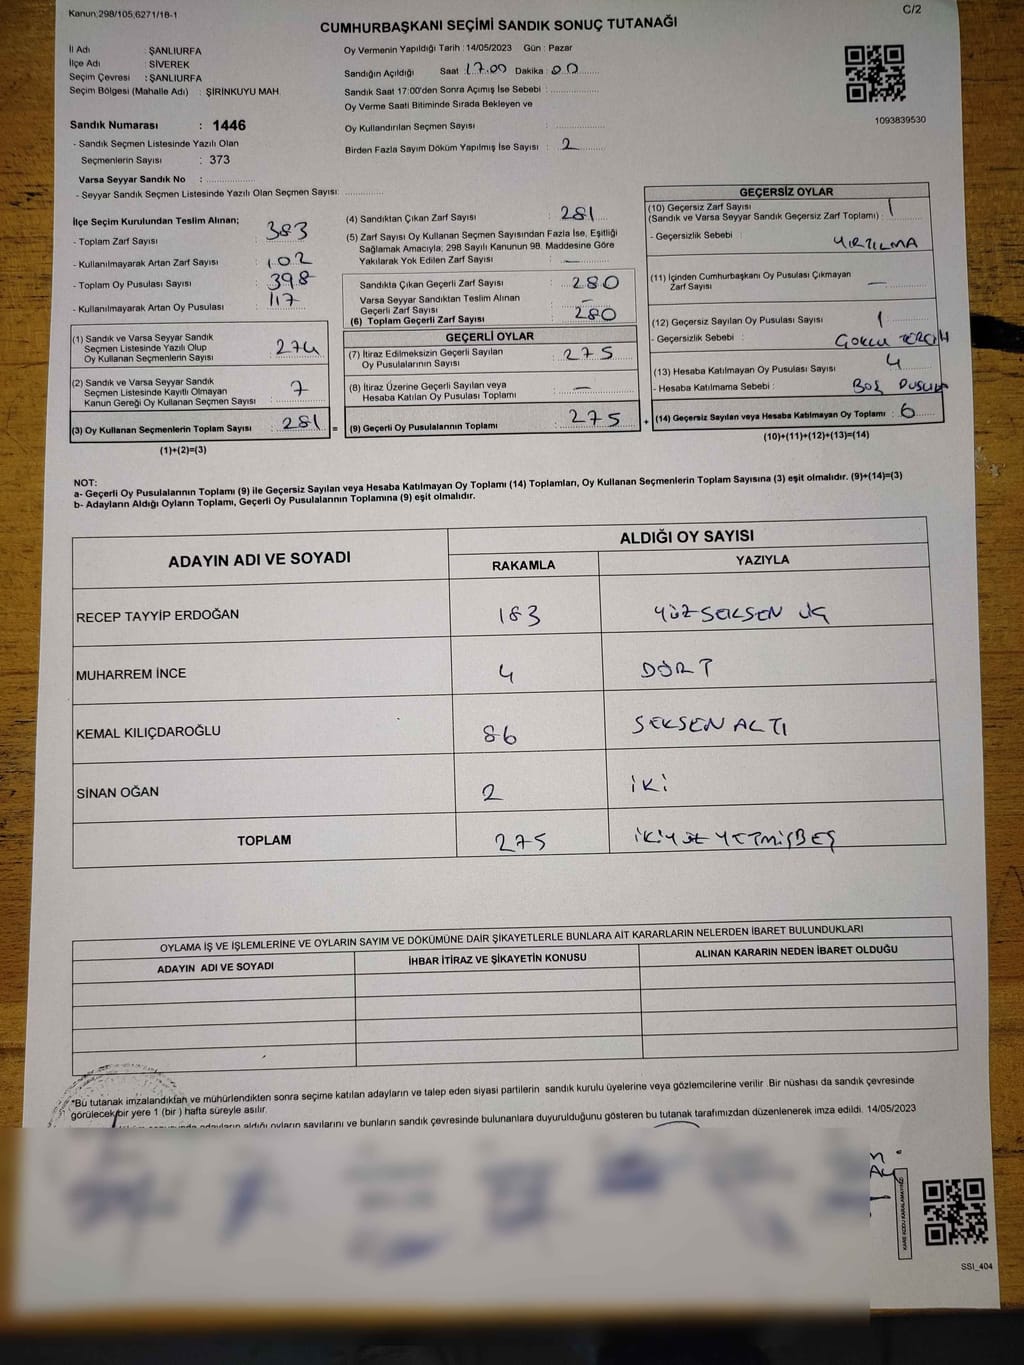 Kanun;298/105,6271/18-1
C/2
CUMHURBAŞKANI SEÇİMİ SANDIK SONUÇ TUTANAĞI
İl Adı : ŞANLIURFA
İlçe Adı : SİVEREK
Seçim Çevresi : ŞANLIURFA
Seçim Bölgesi (Mahalle Adı) : ŞİRİNKUYU MAH.
Sandık Numarası : 1446
- Sandık Seçmen Listesinde Yazılı Olan
Seçmenlerin Sayısı : 373
Varsa Seyyar Sandık No :
- Seyyar Sandık Seçmen Listesinde Yazılı Olan Seçmen Sayısı:
Oy Vermenin Yapıldığı Tarih : 14/05/2023 Gün : Pazar
Sandığın Açıldığı Saat : 17.00 Dakika : 00
Sandık Saat 17:00'den Sonra Açımış İse Sebebi :
Oy Verme Saati Bitiminde Sırada Bekleyen ve
Oy Kullandırılan Seçmen Sayısı :
Birden Fazla Sayım Döküm Yapılmış İse Sayısı : 2
1093839530
İlçe Seçim Kurulundan Teslim Alınan;
- Toplam Zarf Sayısı : 383
- Kullanılmayarak Artan Zarf Sayısı : 102
- Toplam Oy Pusulası Sayısı : 398
- Kullanılmayarak Artan Oy Pusulası : 117
(1) Sandık ve Varsa Seyyar Sandık
Seçmen Listesinde Yazılı Olup
Oy Kullanan Seçmenlerin Sayısı : 274
(2) Sandık ve Varsa Seyyar Sandık
Seçmen Listesinde Kayıtlı Olmayan
Kanun Gereği Oy Kullanan Seçmen Sayısı : 7
(3) Oy Kullanan Seçmenlerin Toplam Sayısı : 281
(1)+(2)=(3)
(4) Sandıktan Çıkan Zarf Sayısı : 281
(5) Zarf Sayısı Oy Kullanan Seçmen Sayısından Fazla İse, Eşitliği
Sağlamak Amacıyla; 298 Sayılı Kanunun 98. Maddesine Göre
Yakılarak Yok Edilen Zarf Sayısı : —
Sandıkta Çıkan Geçerli Zarf Sayısı : 280
Varsa Seyyar Sandıktan Teslim Alınan
Geçerli Zarf Sayısı : —
(6) Toplam Geçerli Zarf Sayısı : 280
GEÇERLİ OYLAR
(7) İtiraz Edilmeksizin Geçerli Sayılan
Oy Pusulasının Sayısı : 275
(8) İtiraz Üzerine Geçerli Sayılan veya
Hesaba Katılan Oy Pusulası Toplamı : —
= (9) Geçerli Oy Pusulalarının Toplamı : 275
GEÇERSİZ OYLAR
(10) Geçersiz Zarf Sayısı
(Sandık ve Varsa Seyyar Sandık Geçersiz Zarf Toplamı) : 1
- Geçersizlik Sebebi : YIRTILMA
(11) İçinden Cumhurbaşkanı Oy Pusulası Çıkmayan
Zarf Sayısı : —
(12) Geçersiz Sayılan Oy Pusulası Sayısı : 1
- Geçersizlik Sebebi : ÇOKLU TERCİH
(13) Hesaba Katılmayan Oy Pusulası Sayısı : 4
- Hesaba Katılmama Sebebi : BOŞ PUSULA
+ (14) Geçersiz Sayılan veya Hesaba Katılmayan Oy Toplamı : 6
(10)+(11)+(12)+(13)=(14)
NOT:
a- Geçerli Oy Pusulalarının Toplamı (9) ile Geçersiz Sayılan veya Hesaba Katılmayan Oy Toplamı (14) Toplamları, Oy Kullanan Seçmenlerin Toplam Sayısına (3) eşit olmalıdır. (9)+(14)=(3)
b- Adayların Aldığı Oyların Toplamı, Geçerli Oy Pusulalarının Toplamına (9) eşit olmalıdır.
ADAYIN ADI VE SOYADI ALDIĞI OY SAYISI
RAKAMLA YAZIYLA
RECEP TAYYİP ERDOĞAN 183 YÜZ SEKSEN ÜÇ
MUHARREM İNCE 4 DÖRT
KEMAL KILIÇDAROĞLU 86 SEKSEN ALTI
SİNAN OĞAN 2 İKİ
TOPLAM 275 İKİYÜZ YETMİŞBEŞ
OYLAMA İŞ VE İŞLEMLERİNE VE OYLARIN SAYIM VE DÖKÜMÜNE DAİR ŞİKAYETLERLE BUNLARA AİT KARARLARIN NELERDEN İBARET BULUNDUKLARI
ADAYIN ADI VE SOYADI İHBAR İTİRAZ VE ŞİKAYETİN KONUSU ALINAN KARARIN NEDEN İBARET OLDUĞU
*Bu tutanak imzalandıktan ve mühürlendikten sonra seçime katılan adayların ve talep eden siyasi partilerin sandık kurulu üyelerine veya gözlemcilerine verilir. Bir nüshası da sandık çevresinde
görülecek bir yere 1 (bir ) hafta süreyle asılır.
adayların aldığı oyların sayılarını ve bunların sandık çevresinde bulunanlara duyurulduğunu gösteren bu tutanak tarafımızdan düzenlenerek imza edildi. 14/05/2023
KARE KODU KARALAMAYINIZ
SSI_404